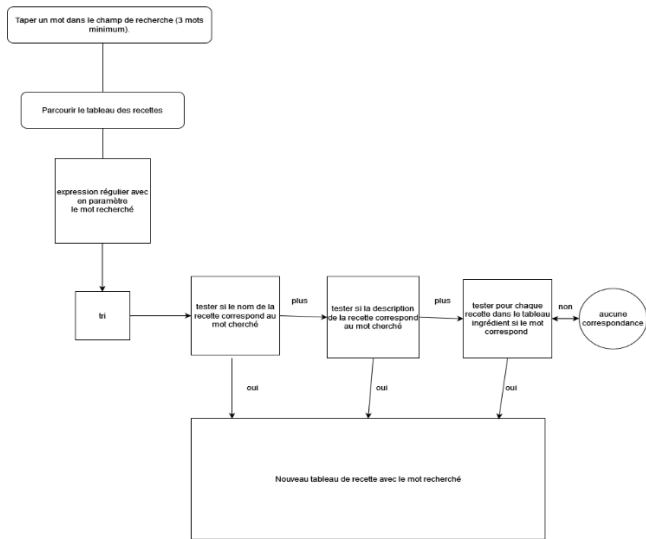 Taper un mot dans le champ de recherche (3 mots
minimum).
Parcourir le tableau des recettes
expression régulier avec
en paramètre
le mot recherché
tri
tester si le nom de la
recette correspond au
mot cherché
plus
tester si la description
de la recette correspond
au mot cherché
plus
tester pour chaque
recette dans le tableau
ingrédient si le mot
correspond
non
aucune
correspondance
oui
oui
oui
Nouveau tableau de recette avec le mot recherché